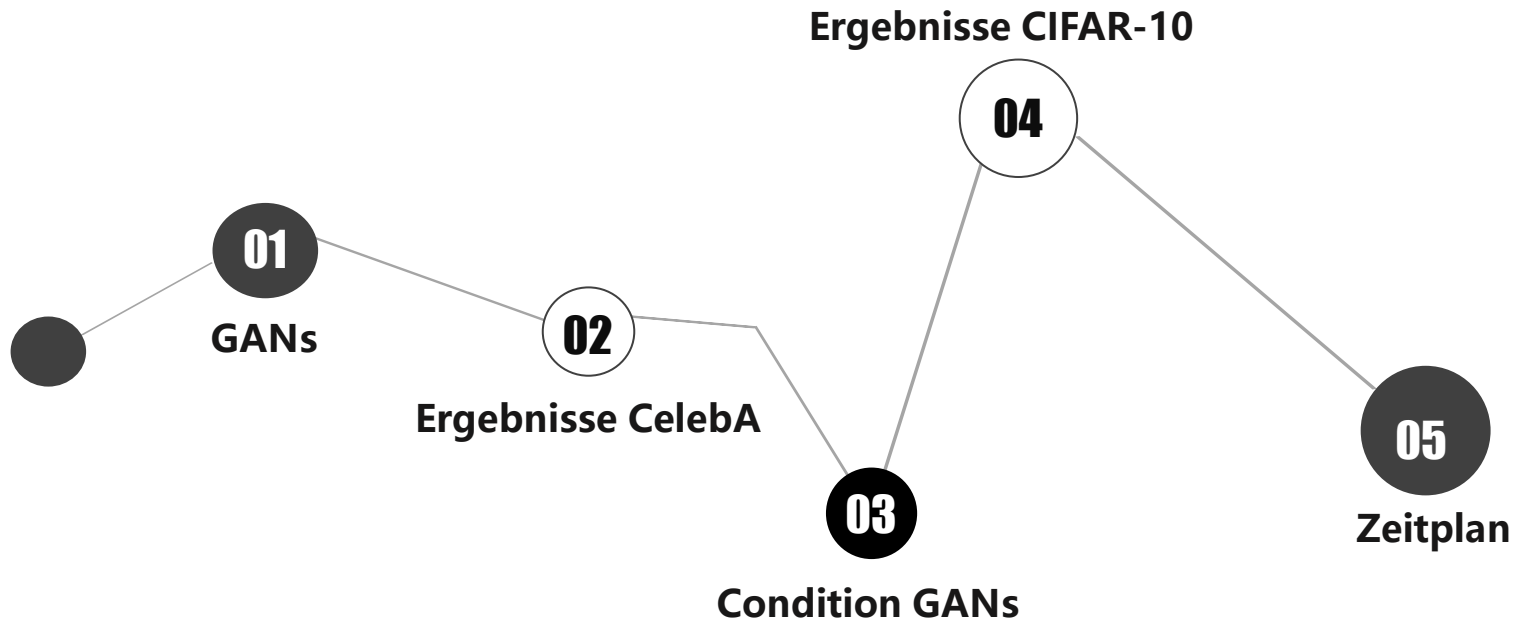 01
GANs
02
Ergebnisse CelebA
03
Condition GANs
Ergebnisse CIFAR-10
04
05
Zeitplan